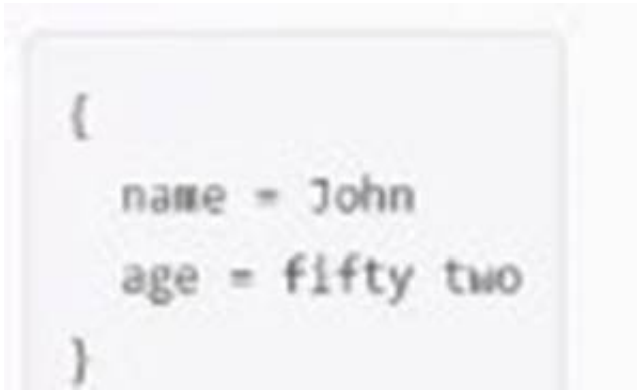 {
name = John
age = fifty two
}